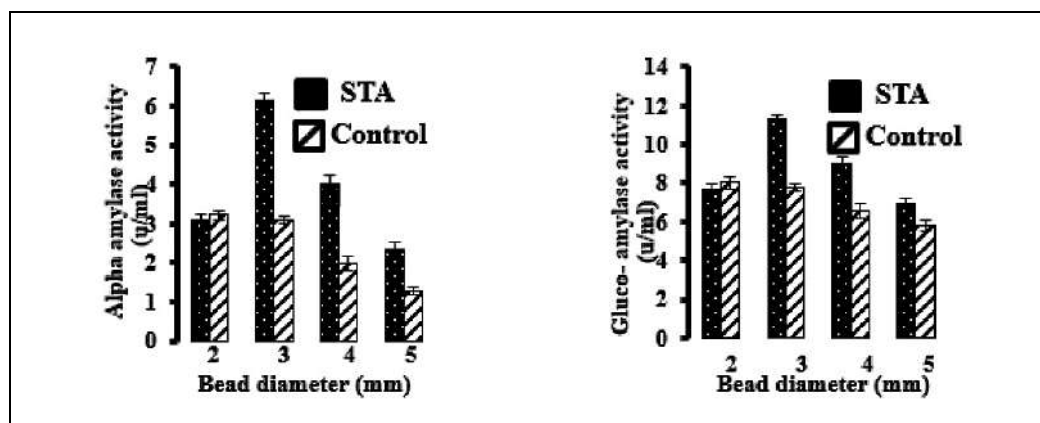 Alpha amylase activity
(u/ml)
7
6
5
4
3
2
1
0
STA
Control
2 3 4 5
Bead diameter (mm)
Gluco- amylase activity
(u/ml)
14
12
10
8
6
4
2
0
STA
Control
2 3 4 5
Bead diameter (mm)